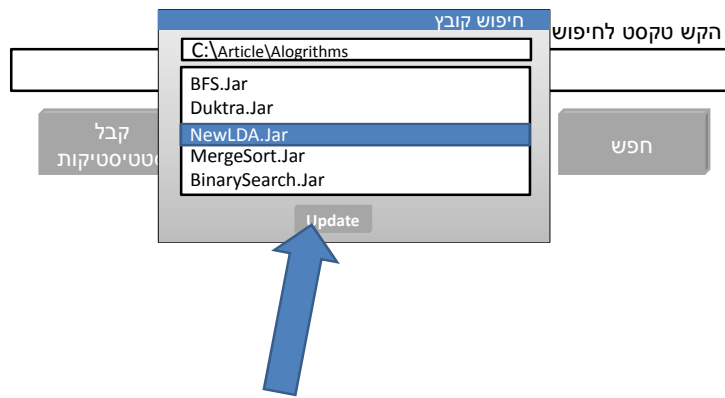 חיפוש קובץ
הקש טקסט לחיפוש
C:\Article\Alogrithms
BFS.Jar
Duktra.Jar
NewLDA.Jar
MergeSort.Jar
BinarySearch.Jar
חפש
קבל
סטטיסטיקות
Update